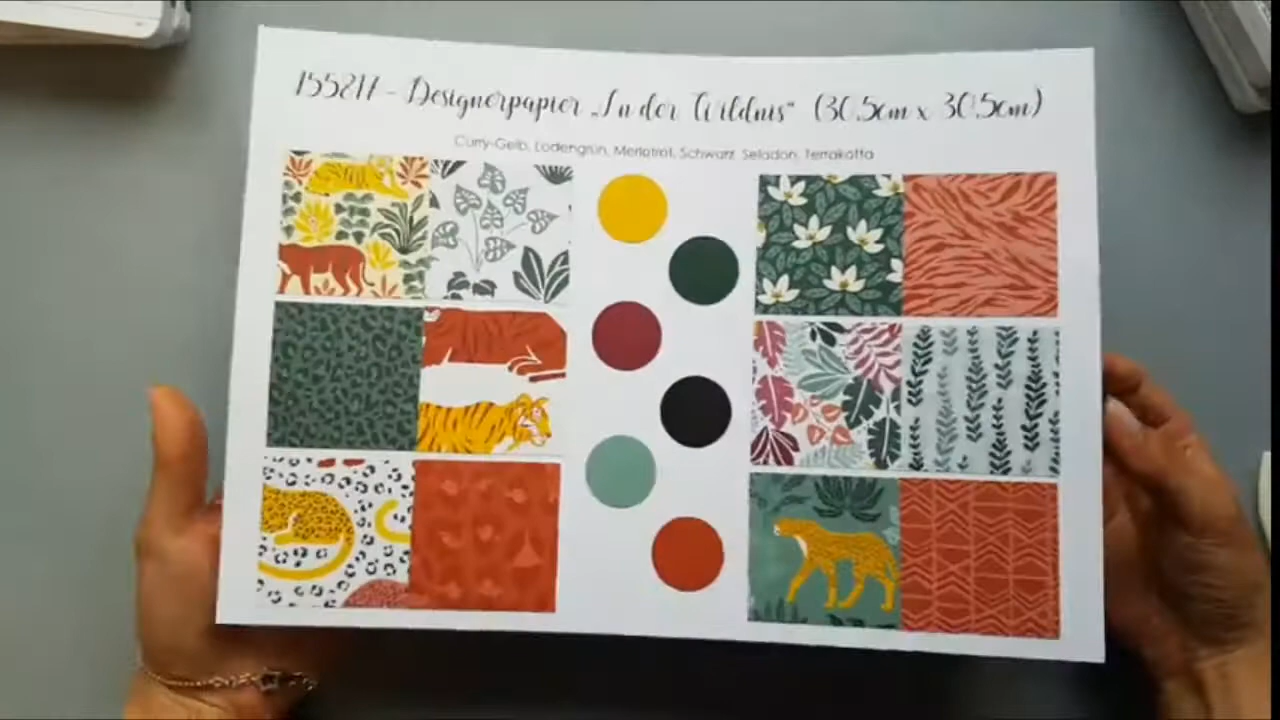 155217 - Designerpapier „In der Wildnis“ (30,5cm x 30,5cm)
Curry-Gelb, Lodengrün, Merlotrot, Schwarz, Seladon, Terrakotta